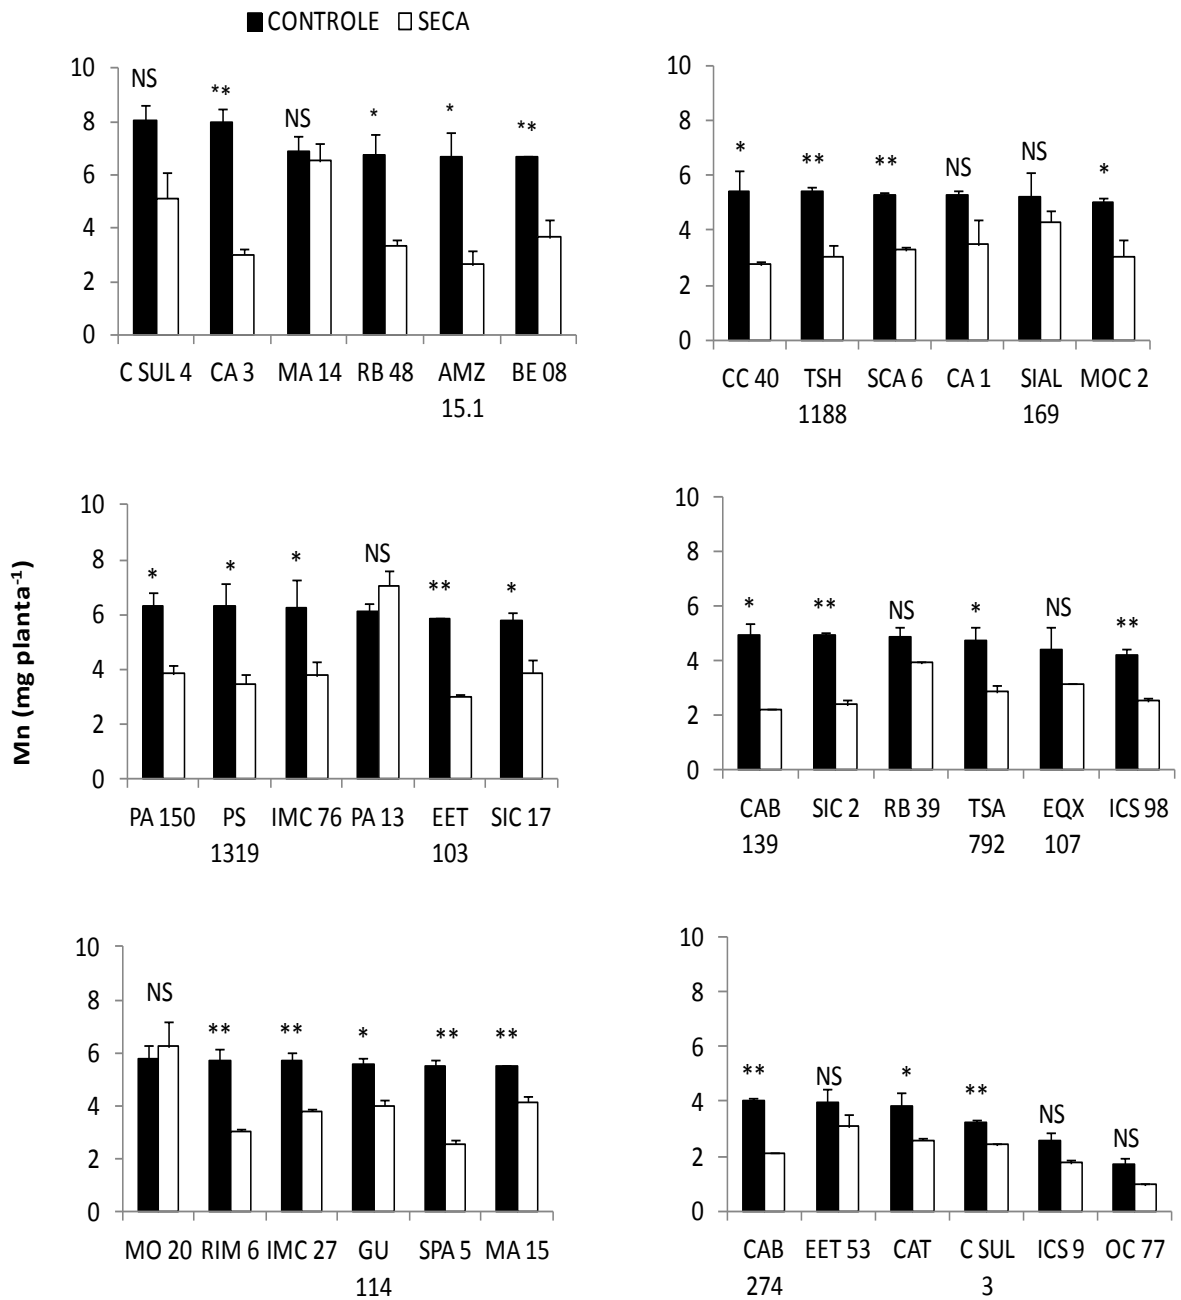 CONTROLE SECA
10
8
6
4
2
0
NS ** NS * * **
C SUL 4 CA 3 MA 14 RB 48 AMZ BE 08
15.1
10
8
6
4
2
0
* ** ** NS NS *
CC 40 TSH SCA 6 CA 1 SIAL MOC 2
1188 169
Mn (mg planta⁻¹)
10
8
6
4
2
0
* * * NS ** *
PA 150 PS IMC 76 PA 13 EET SIC 17
1319 103
10
8
6
4
2
0
* ** NS * NS **
CAB SIC 2 RB 39 TSA EQX ICS 98
139 792 107
10
8
6
4
2
0
NS ** ** * ** **
MO 20 RIM 6 IMC 27 GU SPA 5 MA 15
114
10
8
6
4
2
0
** NS * ** NS NS
CAB EET 53 CAT C SUL ICS 9 OC 77
274 3